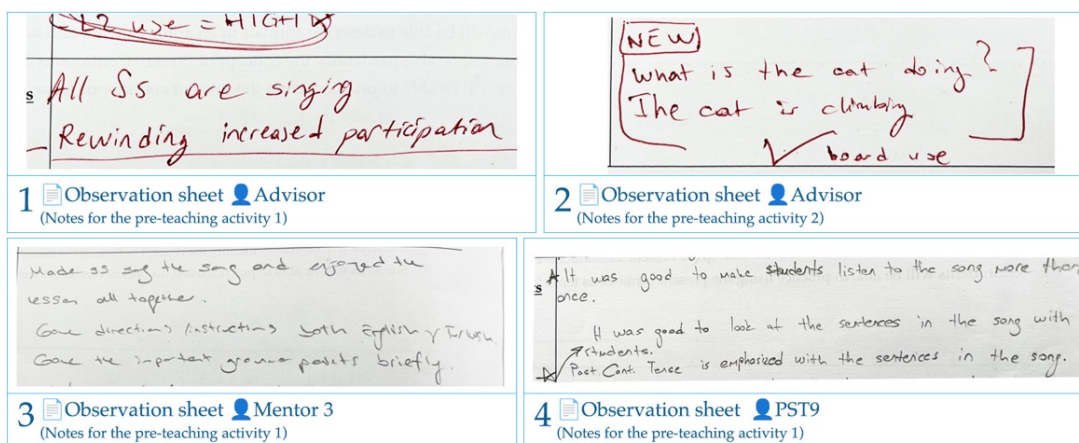 =L2 use = HIGH
s All Ss are singing
Rewinding increased participation
1 Observation sheet Advisor
(Notes for the pre-teaching activity 1)
NEW
What is the cat doing?
The cat is climbing
board use
2 Observation sheet Advisor
(Notes for the pre-teaching activity 2)
Made ss sing the song and enjoyed the
lesson all together.
Gave directions/instructions both English Turkish.
Gave the important grammar points briefly.
3 Observation sheet Mentor 3
(Notes for the pre-teaching activity 1)
s It was good to make students listen to the song more than
once.
It was good to look at the sentences in the song with
students.
Past Cont. Tense is emphasized with the sentences in the song.
4 Observation sheet PST9
(Notes for the pre-teaching activity 1)